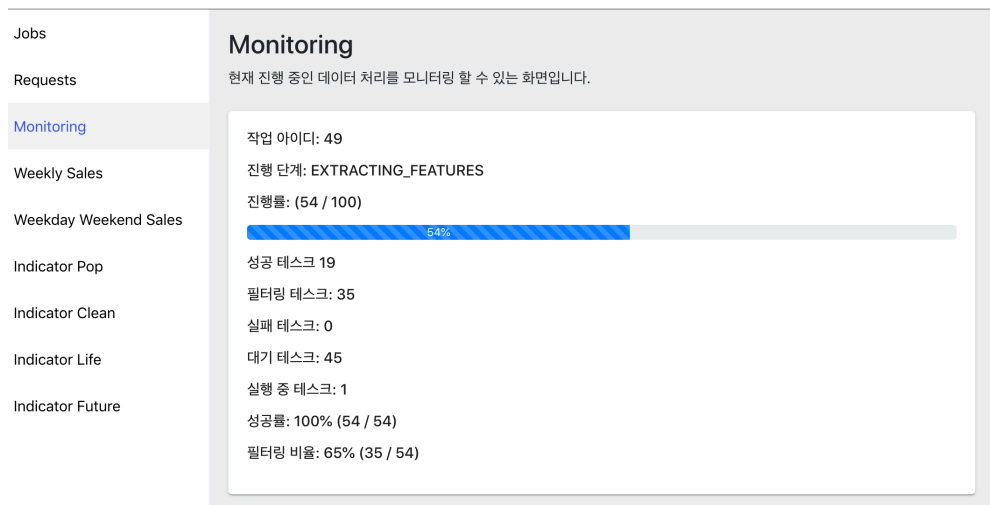 Jobs
Requests
Monitoring
Weekly Sales
Weekday Weekend Sales
Indicator Pop
Indicator Clean
Indicator Life
Indicator Future
Monitoring
현재 진행 중인 데이터 처리를 모니터링 할 수 있는 화면입니다.
작업 아이디: 49
진행 단계: EXTRACTING_FEATURES
진행률: (54 / 100)
54%
성공 테스크 19
필터링 테스크: 35
실패 테스크: 0
대기 테스크: 45
실행 중 테스크: 1
성공률: 100% (54 / 54)
필터링 비율: 65% (35 / 54)